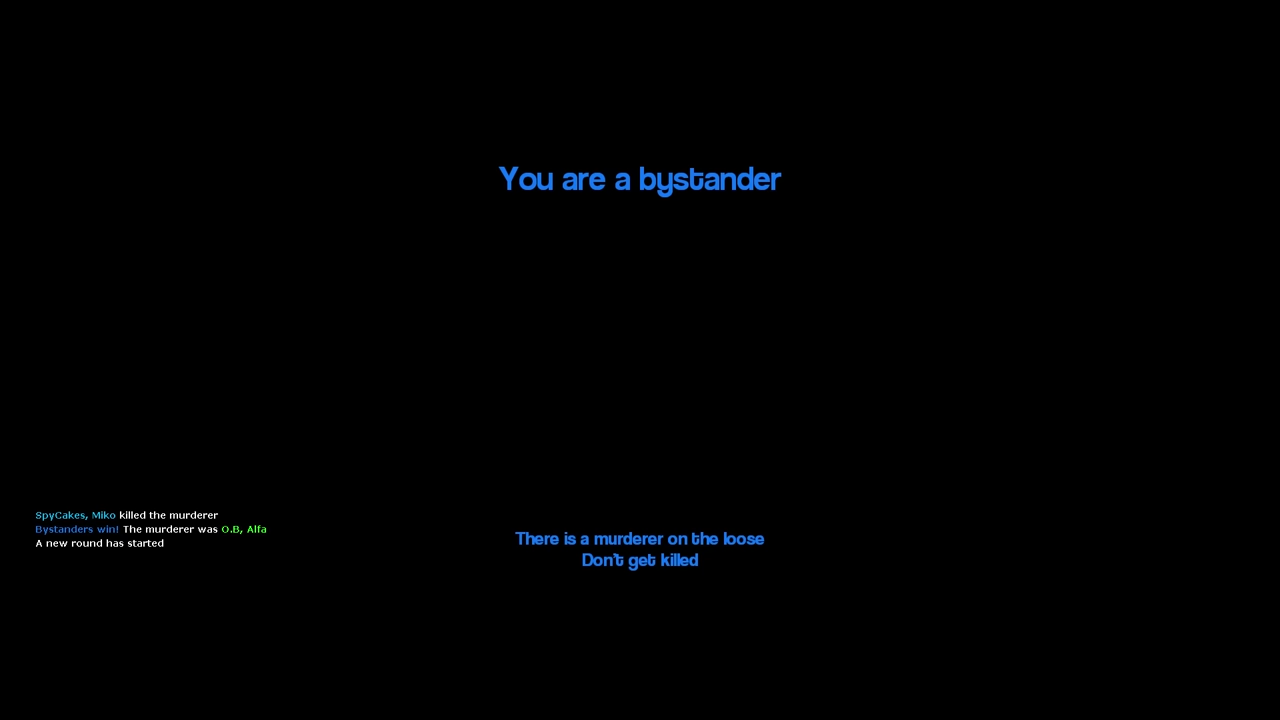 You are a bystander
SpyCakes, Miko killed the murderer
Bystanders win! The murderer was O.B, Alfa
A new round has started
There is a murderer on the loose
Don't get killed